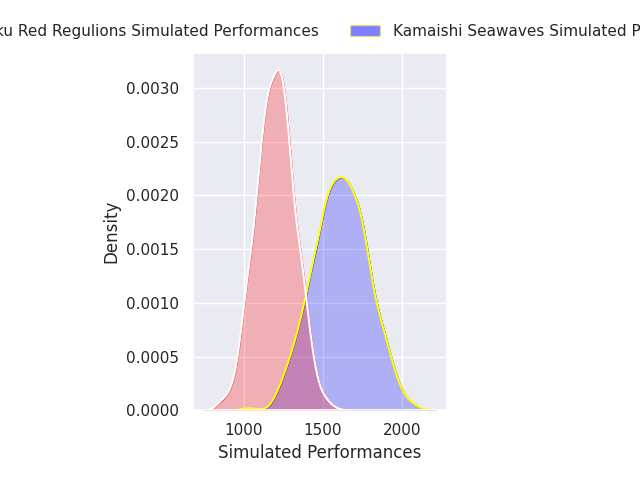 Red Regulions Simulated Performances
Kamaishi Seawaves Simulated
0.0030
0.0025
0.0020
0.0015
0.0010
0.0005
0.0000
Density
1000 1500 2000
Simulated Performances